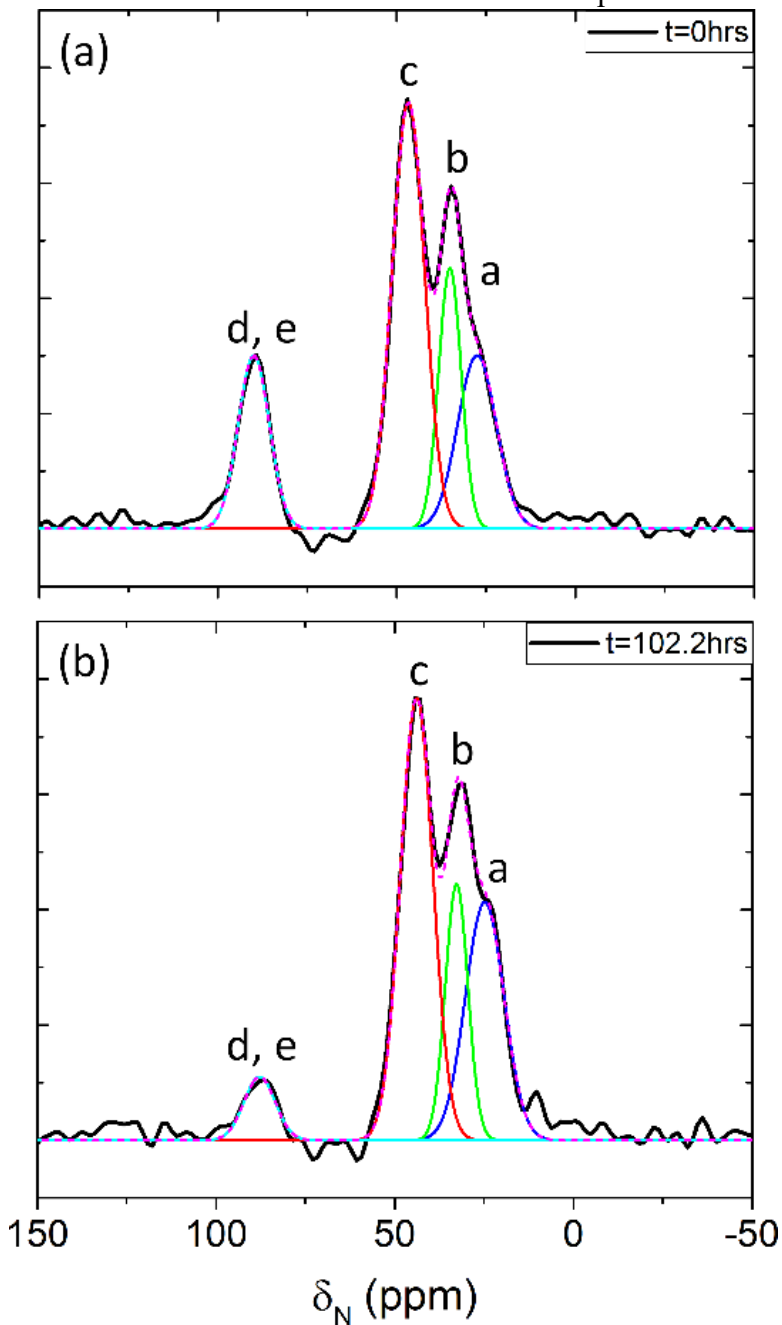 (a)
t=0hrs
c
b
a
d, e
(b)
t=102.2hrs
c
b
a
d, e
150 100 50 0 -50
δN (ppm)